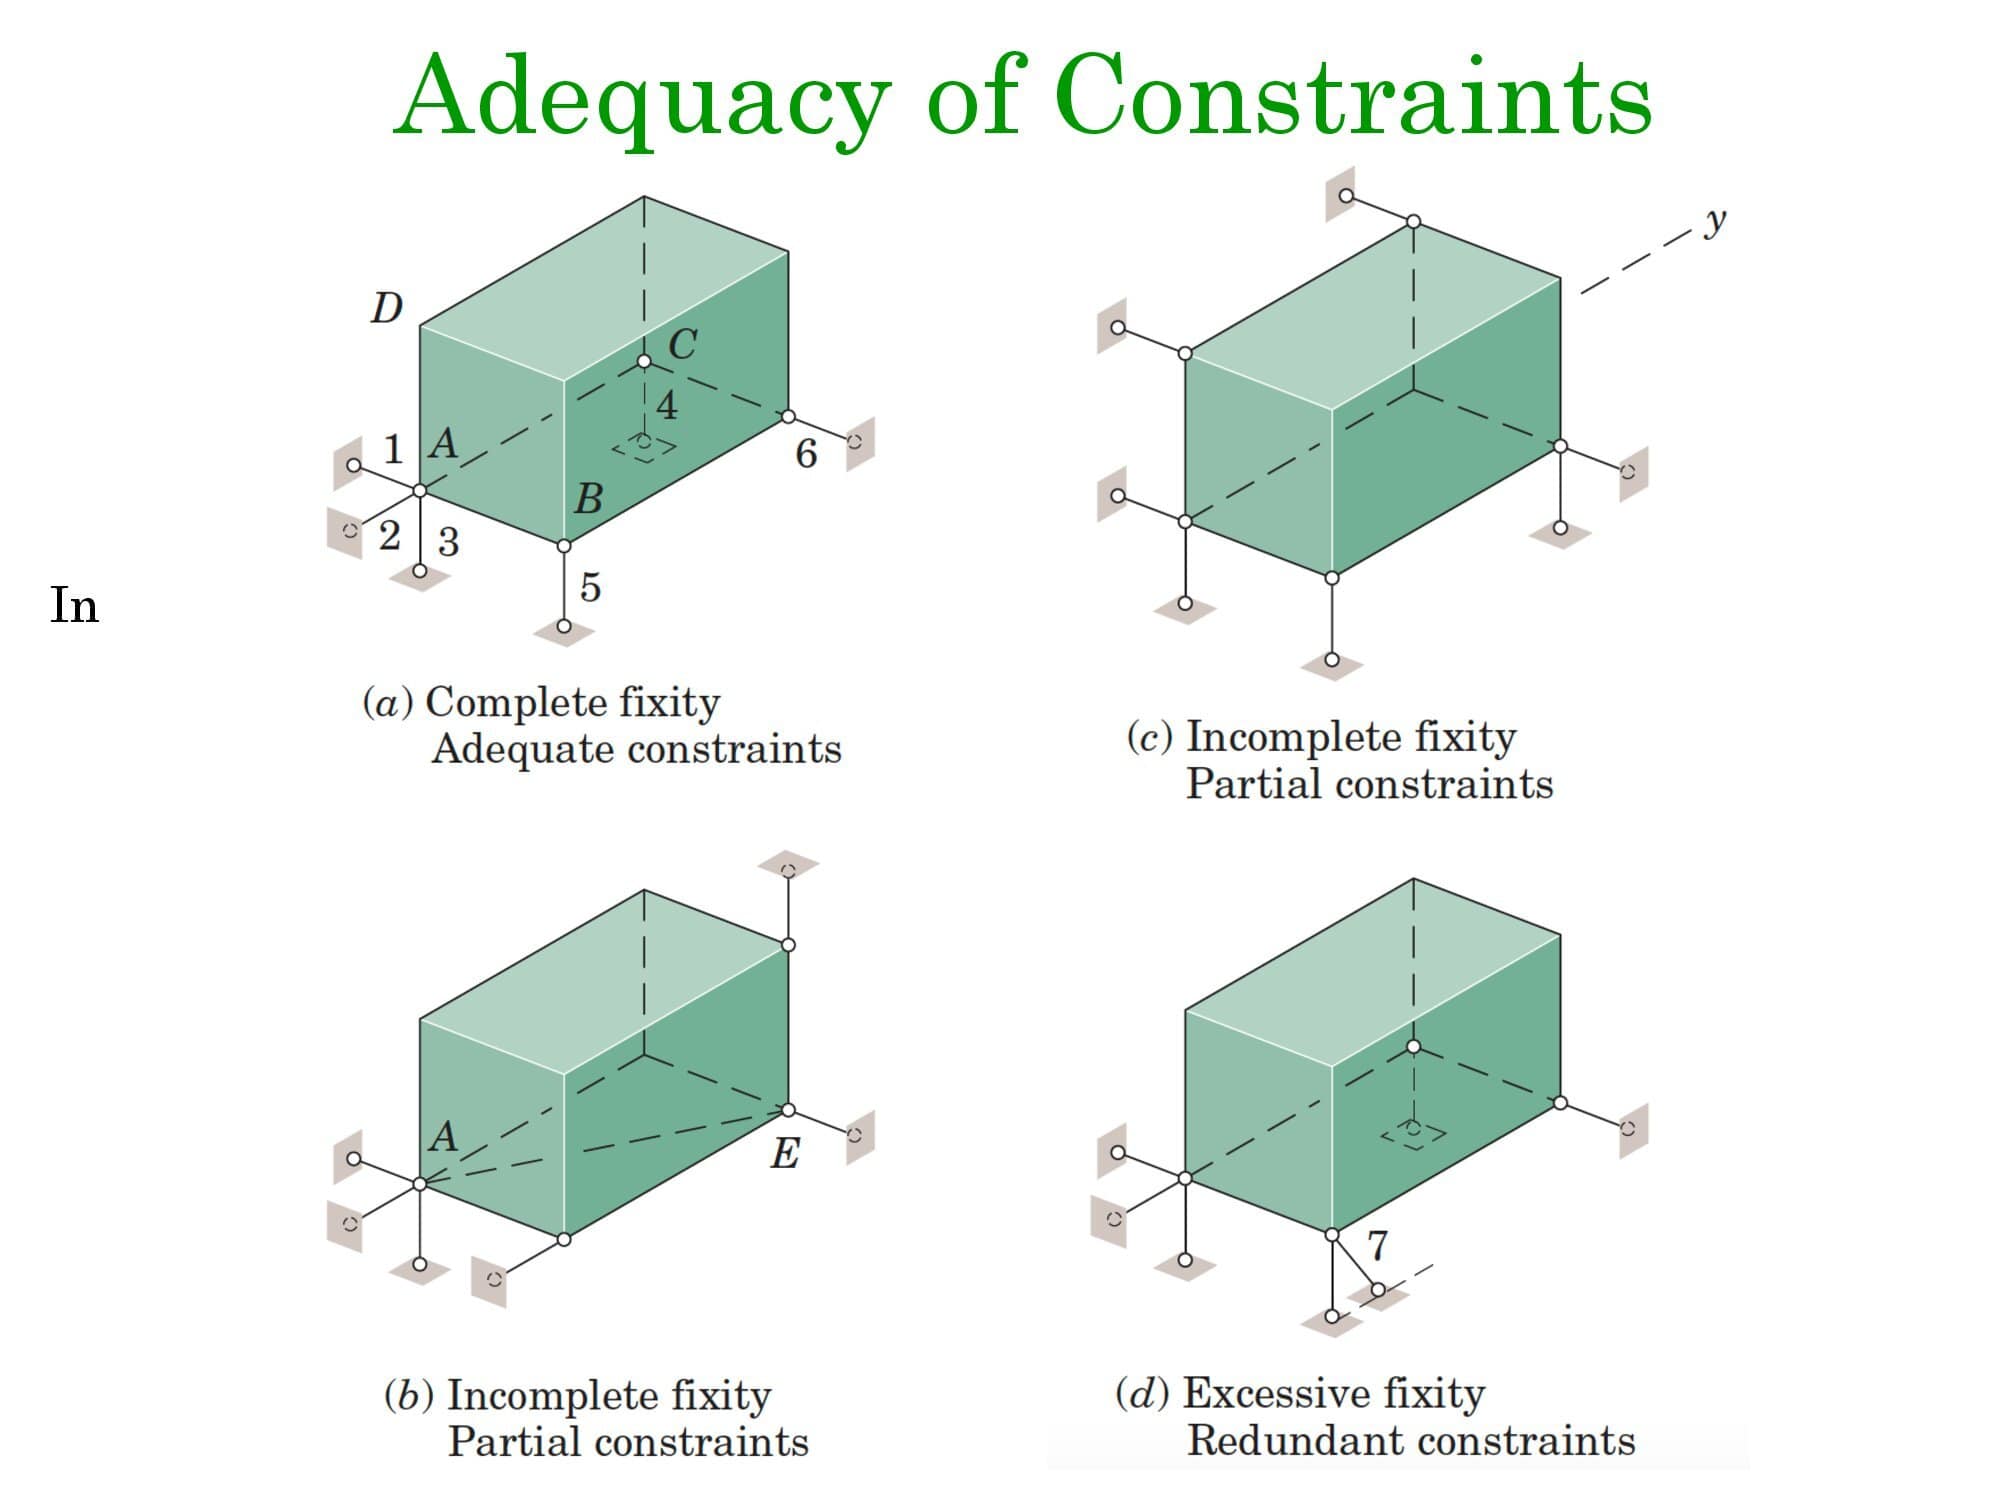 Adequacy of Constraints
In
D
C
4
1
A
6
B
2
3
5
(a) Complete fixity
Adequate constraints
y
(c) Incomplete fixity
Partial constraints
A
E
(b) Incomplete fixity
Partial constraints
7
(d) Excessive fixity
Redundant constraints